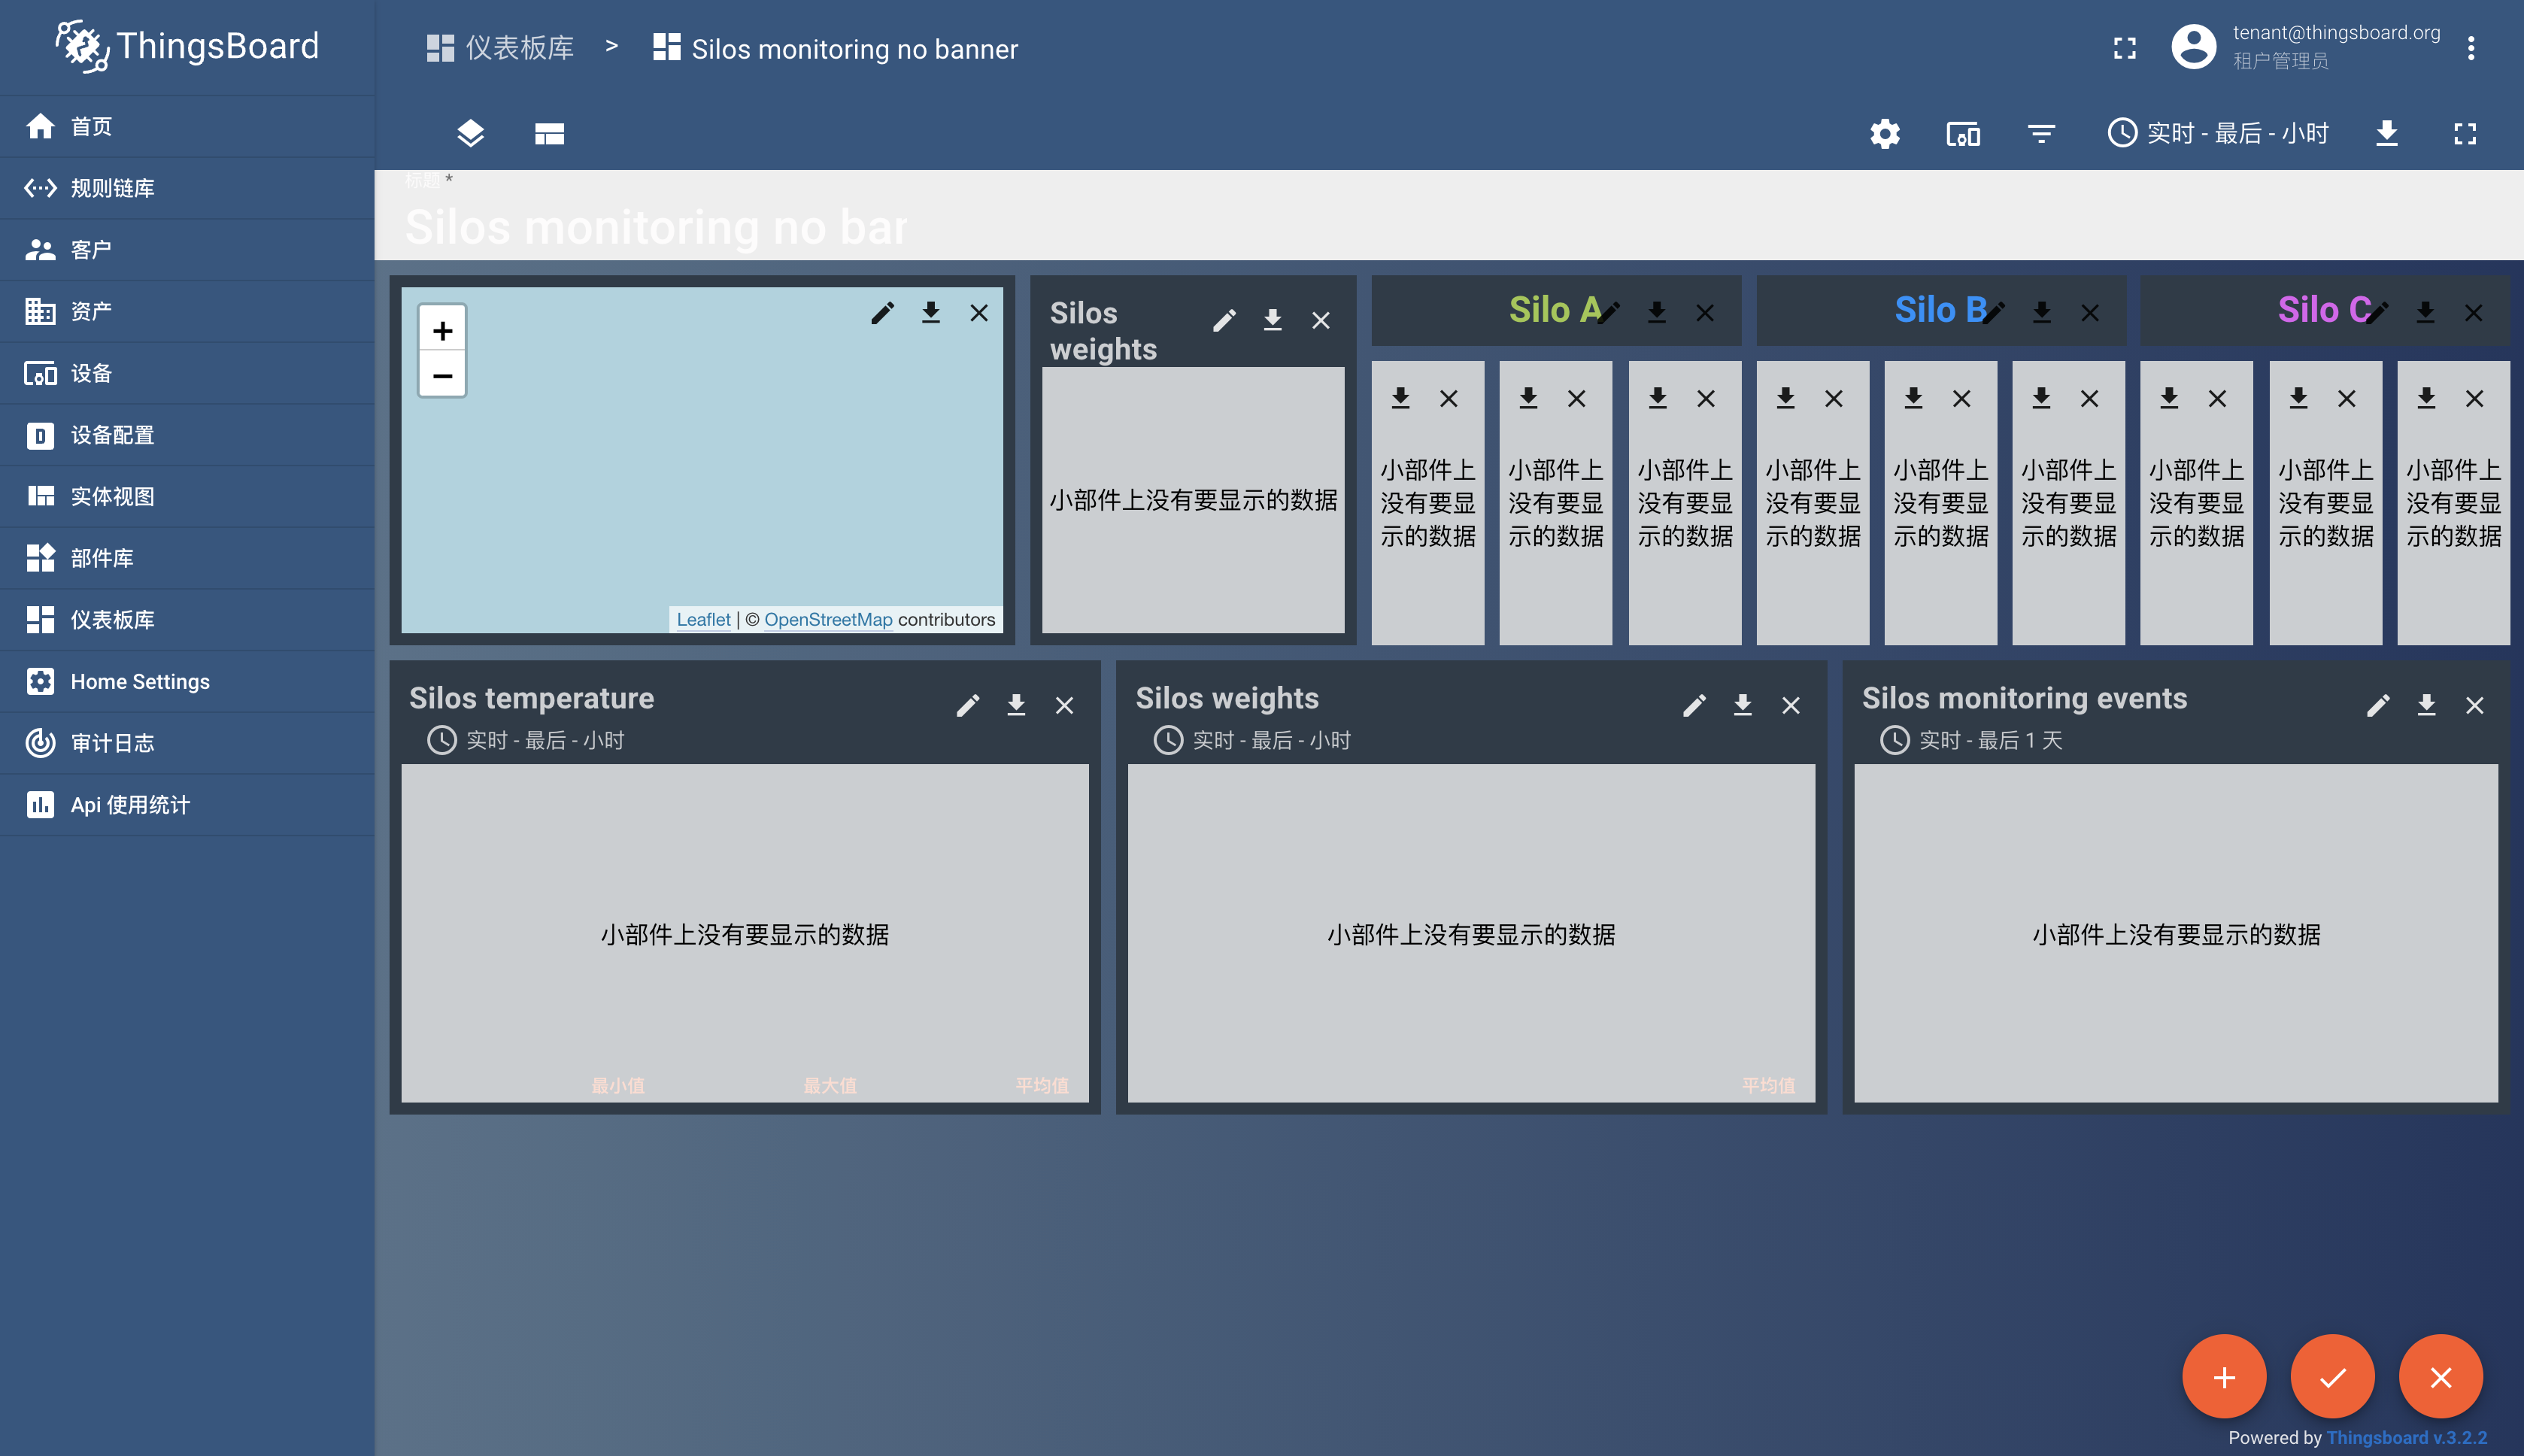 ThingsBoard
仪表板库 > Silos monitoring no banner
tenant@thingsboard.org
租户管理员
首页
规则链库
客户
资产
设备
设备配置
实体视图
部件库
仪表板库
Home Settings
审计日志
Api 使用统计
实时 - 最后 - 小时
标题 *
Silos monitoring no bar
+
−
Leaflet | © OpenStreetMap contributors
Silos
weights
小部件上没有要显示的数据
Silo A
Silo B
Silo C
小部件上
没有要显
示的数据
小部件上
没有要显
示的数据
小部件上
没有要显
示的数据
小部件上
没有要显
示的数据
小部件上
没有要显
示的数据
小部件上
没有要显
示的数据
小部件上
没有要显
示的数据
小部件上
没有要显
示的数据
小部件上
没有要显
示的数据
Silos temperature
实时 - 最后 - 小时
小部件上没有要显示的数据
最小值 最大值 平均值
Silos weights
实时 - 最后 - 小时
小部件上没有要显示的数据
平均值
Silos monitoring events
实时 - 最后 1 天
小部件上没有要显示的数据
Powered by Thingsboard v.3.2.2